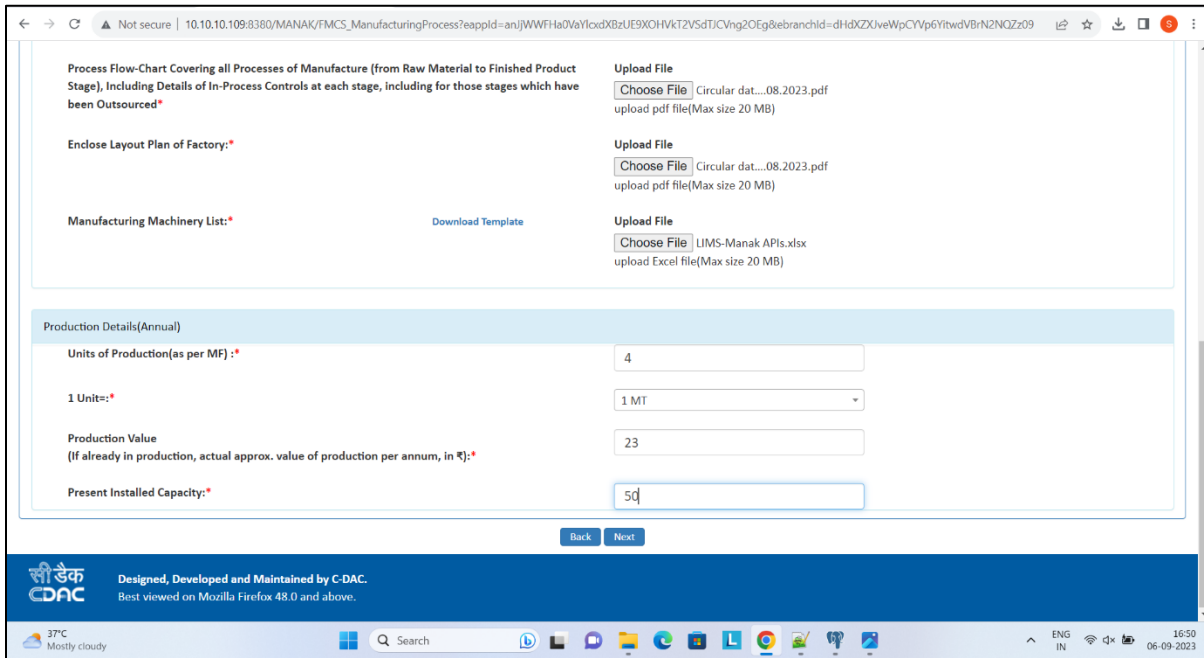 Not secure | 10.10.10.109:8380/MANAK/FMCS_ManufacturingProcess?eappId=anJjWWFHa0VaYlcxdXBzUE9XOHVkT2VSdTJCVng2OEg&ebranchId=dHdXZXJveWpCYVp6YitwdVBrN2NQZz09
S
Process Flow-Chart Covering all Processes of Manufacture (from Raw Material to Finished Product
Stage), Including Details of In-Process Controls at each stage, including for those stages which have
been Outsourced*
Upload File
Choose File Circular dat....08.2023.pdf
upload pdf file(Max size 20 MB)
Enclose Layout Plan of Factory:*
Upload File
Choose File Circular dat....08.2023.pdf
upload pdf file(Max size 20 MB)
Manufacturing Machinery List:* Download Template
Upload File
Choose File LIMS-Manak APIs.xlsx
upload Excel file(Max size 20 MB)
Production Details(Annual)
Units of Production(as per MF) :* 4
1 Unit=:* 1 MT
Production Value
(If already in production, actual approx. value of production per annum, in ₹):* 23
Present Installed Capacity:* 50
Back Next
सी डैक
CDAC
Designed, Developed and Maintained by C-DAC.
Best viewed on Mozilla Firefox 48.0 and above.
37°C
Mostly cloudy
Search
L
ENG
IN
16:50
06-09-2023